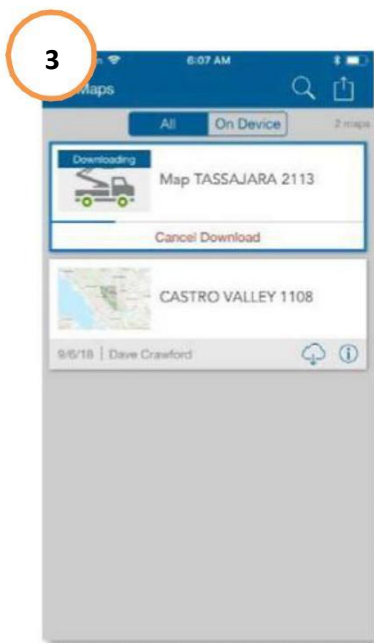 3
6:07 AM
Maps
All On Device 2 maps
Downloading
Map TASSAJARA 2113
Cancel Download
CASTRO VALLEY 1108
9/6/18 | Dave Crawford